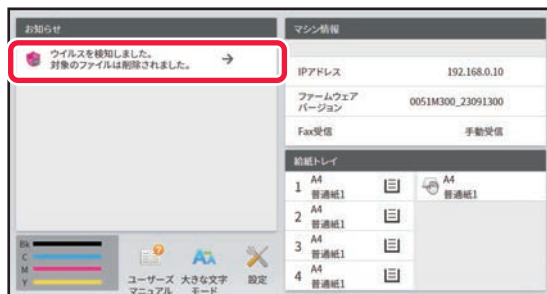 お知らせ
ウイルスを検知しました。
対象のファイルは削除されました。
→
マシン情報
IPアドレス 192.168.0.10
ファームウェア
バージョン 0051M300_23091300
Fax受信 手動受信
給紙トレイ
1 A4
普通紙1
A4
普通紙1
2 A4
普通紙1
3 A4
普通紙1
4 A4
普通紙1
Bk
C
M
Y
ユーザーズ
マニュアル
大きな文字
モード
設定